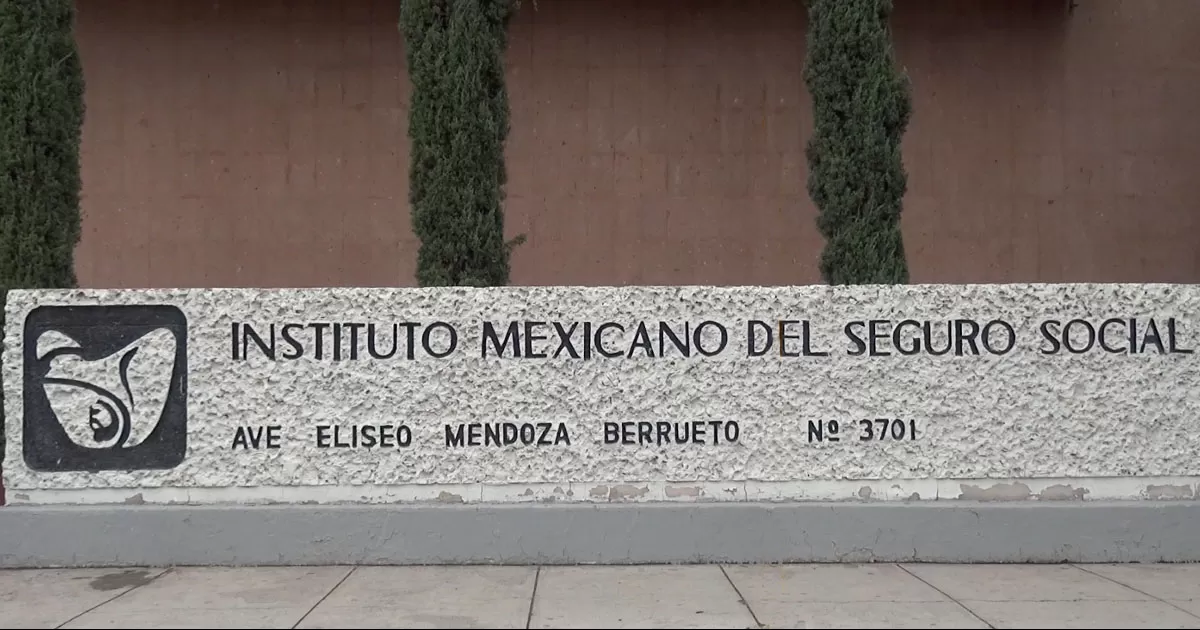 INSTITUTO MEXICANO DEL SEGURO SOCIAL
AVE ELISEO MENDOZA BERRUETO Nº 3701